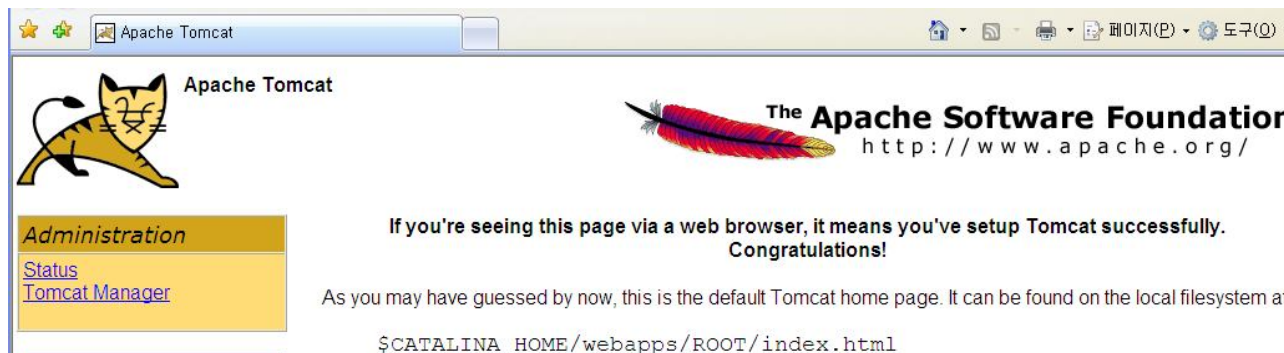 Apache Tomcat
페이지(P)
도구(O)
Apache Tomcat
The Apache Software Foundation
http://www.apache.org/
Administration
Status
Tomcat Manager
If you're seeing this page via a web browser, it means you've setup Tomcat successfully.
Congratulations!
As you may have guessed by now, this is the default Tomcat home page. It can be found on the local filesystem at
$CATALINA_HOME/webapps/ROOT/index.html